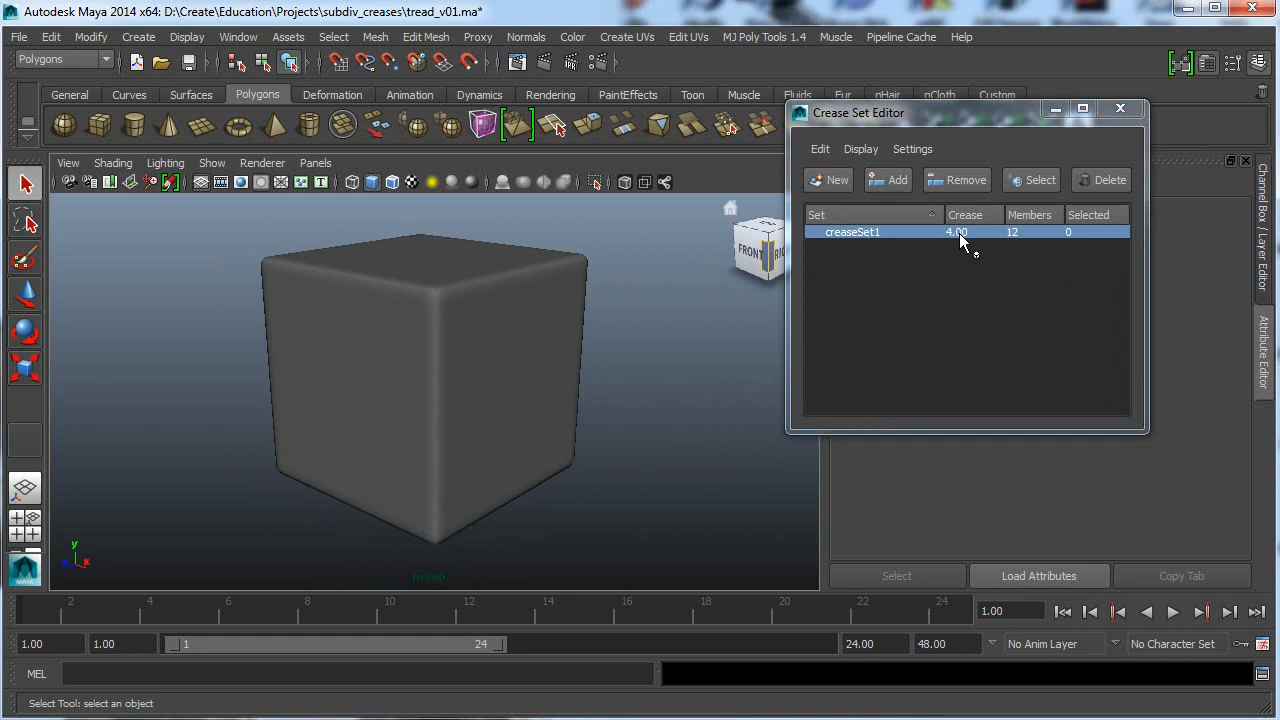 Autodesk Maya 2014 x64: D:\Create\Education\Projects\subdiv_creases\tread_v01.ma*
File Edit Modify Create Display Window Assets Select Mesh Edit Mesh Proxy Normals Color Create UVs Edit UVs MJ Poly Tools 1.4 Muscle Pipeline Cache Help
Polygons
General Curves Surfaces Polygons Deformation Animation Dynamics Rendering PaintEffects Toon Muscle Fluids Fur nHair nCloth Custom
Crease Set Editor
Edit Display Settings
New Add Remove Select Delete
Set Crease Members Selected
creaseSet1 4.00 12 0
View Shading Lighting Show Renderer Panels
FRONT RIG
y
z x
persp
MAYA
Channel Box / Layer Editor
Attribute Editor
Select Load Attributes Copy Tab
2 4 6 8 10 12 14 16 18 20 22 24 1.00
1.00 1.00 1 24 24.00 48.00 No Anim Layer No Character Set
MEL
Select Tool: select an object